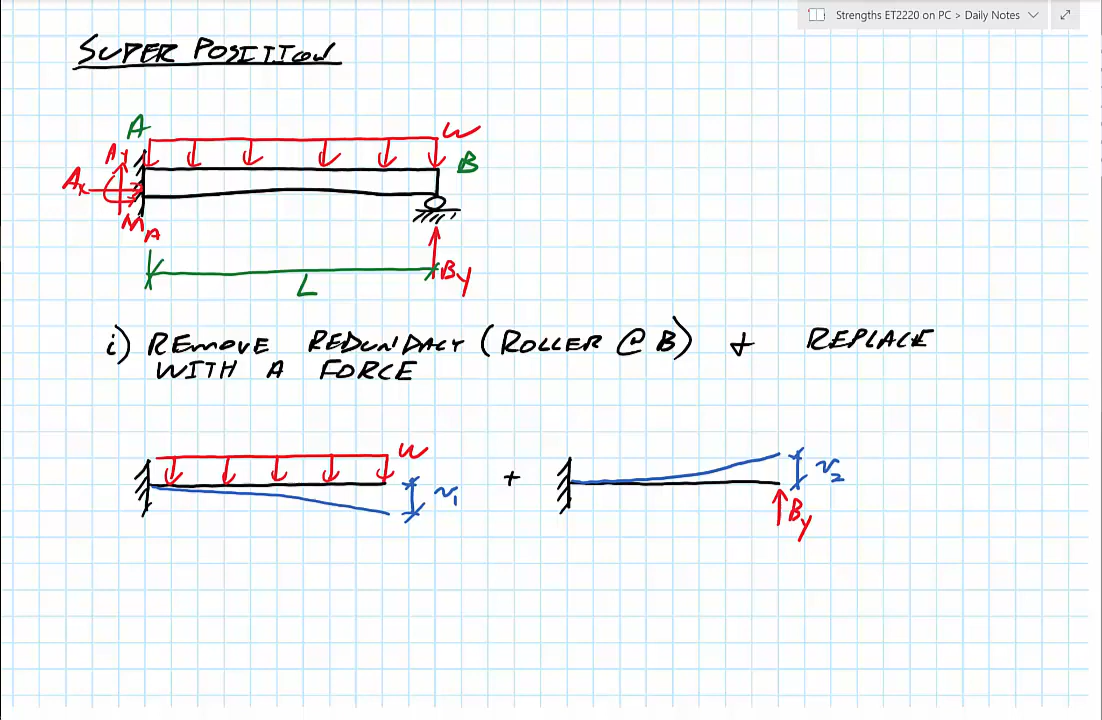 Strengths ET2220 on PC > Daily Notes
SUPER POSITION
A
W
B
Ay
Ax
MA
By
L
i) REMOVE REDUNDACY (ROLLER @ B) + REPLACE
WITH A FORCE
W
v1
+
v2
By